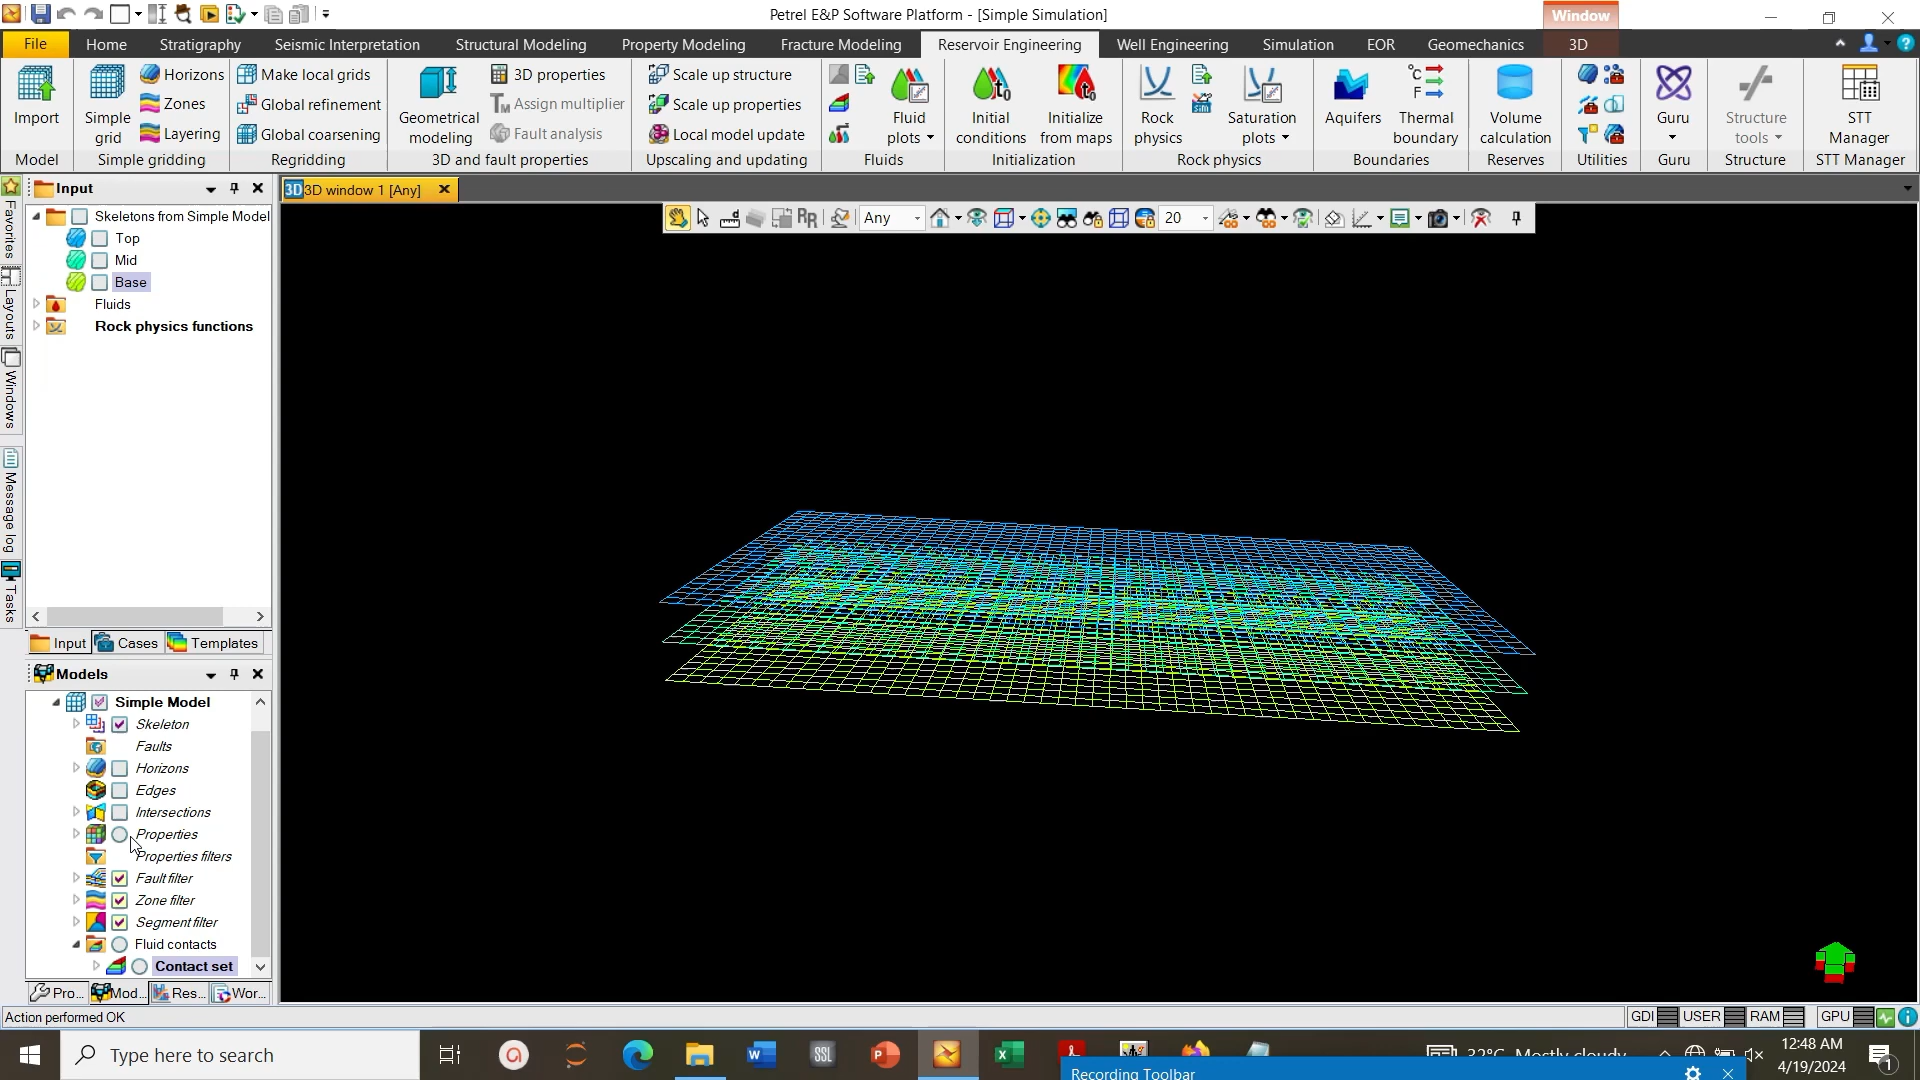 Petrel E&P Software Platform - [Simple Simulation]
Window
File Home Stratigraphy Seismic Interpretation Structural Modeling Property Modeling Fracture Modeling Reservoir Engineering Well Engineering Simulation EOR Geomechanics 3D
Import
Model
Simple grid
Horizons
Zones
Layering
Simple gridding
Make local grids
Global refinement
Global coarsening
Regridding
Geometrical modeling
3D properties
Assign multiplier
Fault analysis
3D and fault properties
Scale up structure
Scale up properties
Local model update
Upscaling and updating
Fluid plots
Fluids
Initial conditions
Initialize from maps
Initialization
Rock physics
Saturation plots
Rock physics
Aquifers
Thermal boundary
Boundaries
Volume calculation
Reserves
Utilities
Guru
Guru
Structure tools
Structure
STT Manager
STT Manager
Favorites
Layouts
Windows
Message log
Tasks
Input
Skeletons from Simple Model
Top
Mid
Base
Fluids
Rock physics functions
Input Cases Templates
Models
Simple Model
Skeleton
Faults
Horizons
Edges
Intersections
Properties
Properties filters
Fault filter
Zone filter
Segment filter
Fluid contacts
Contact set
Pro... Mod... Res... Wor...
3D 3D window 1 [Any]
Any 20
Action performed OK
GDI USER RAM GPU
Type here to search
SSL
32°C Mostly cloudy
12:48 AM
4/19/2024
1
Recording Toolbar